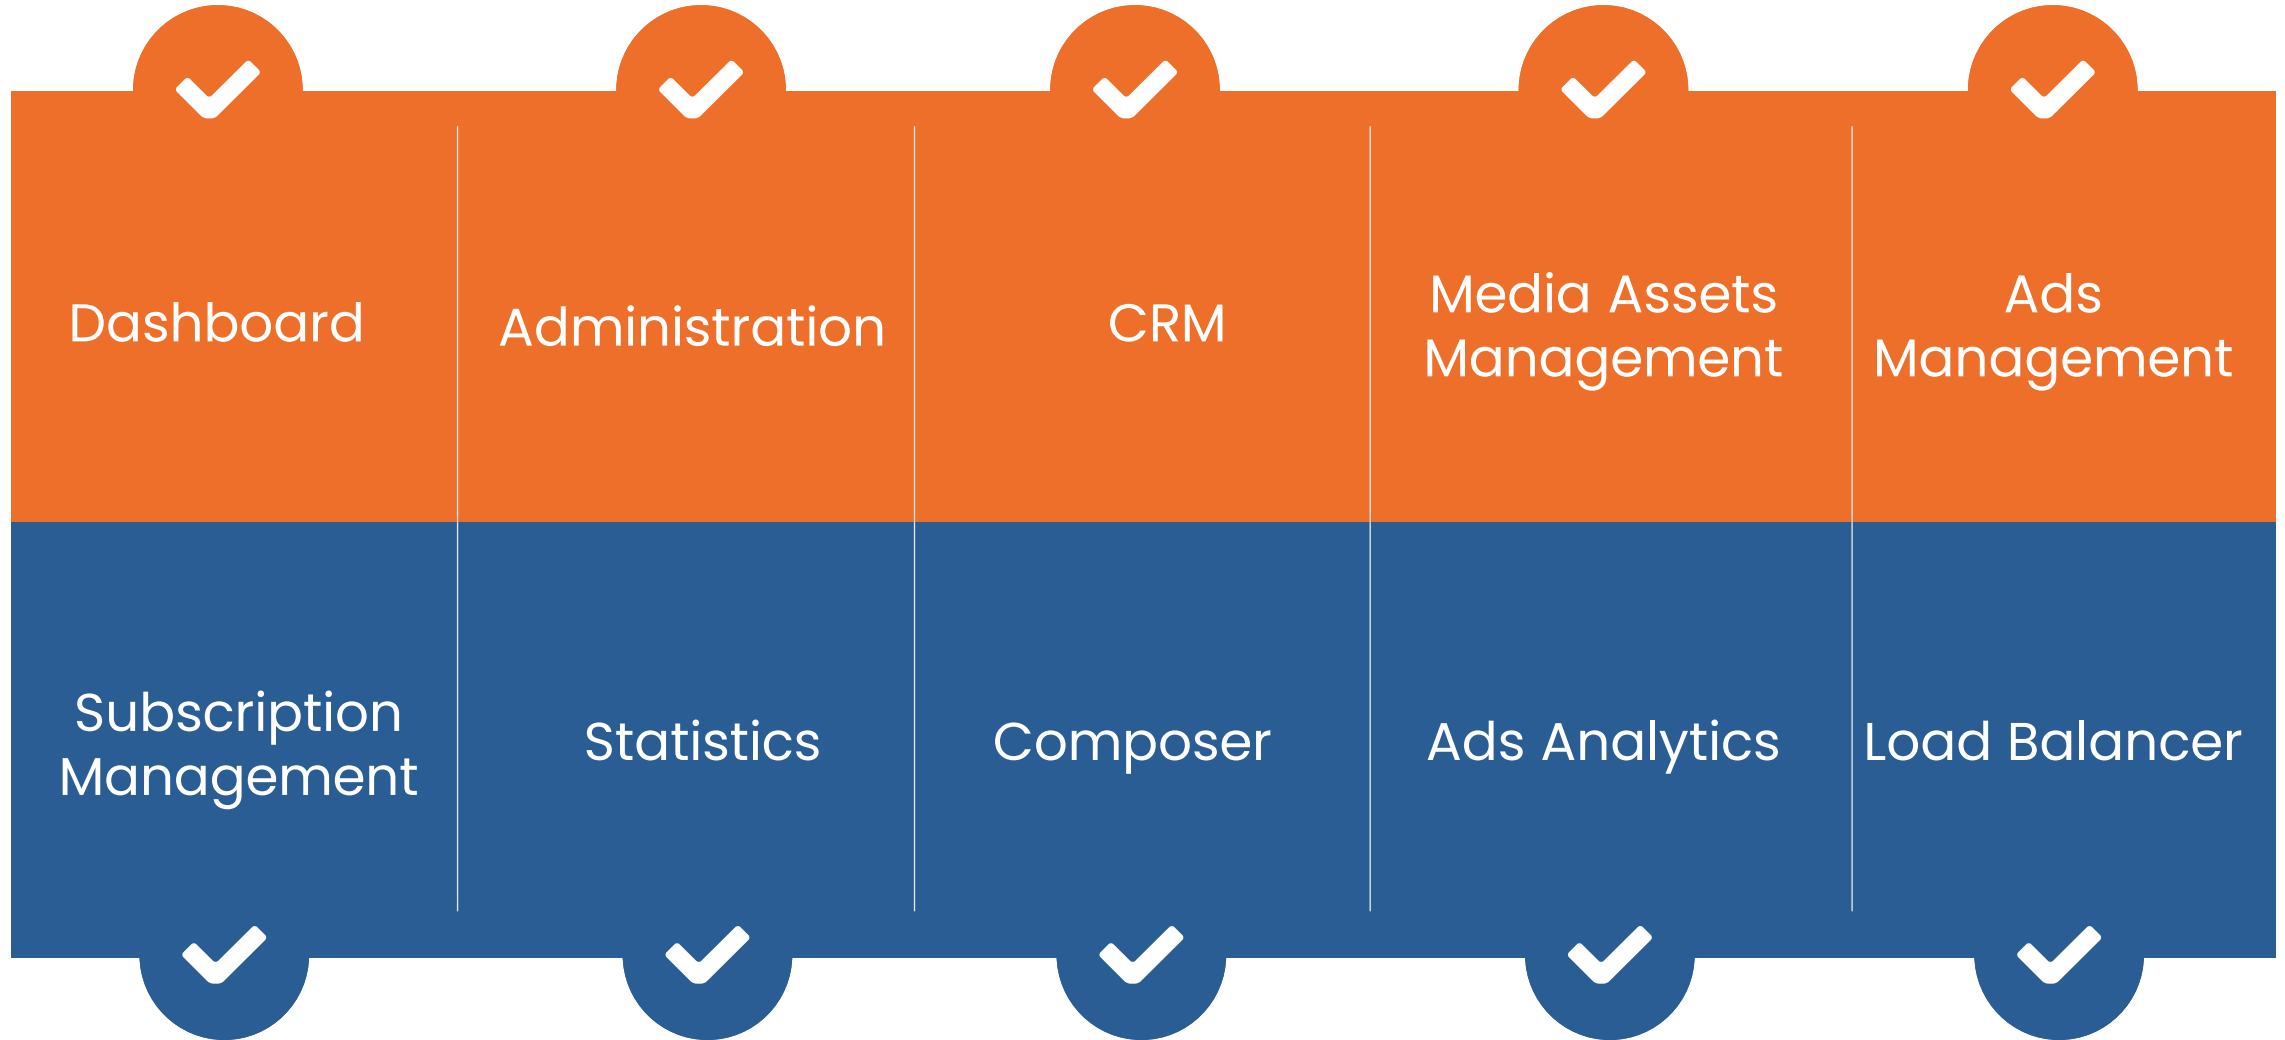 Dashboard
Administration
CRM
Media Assets
Management
Ads
Management
Subscription
Management
Statistics
Composer
Ads Analytics
Load Balancer